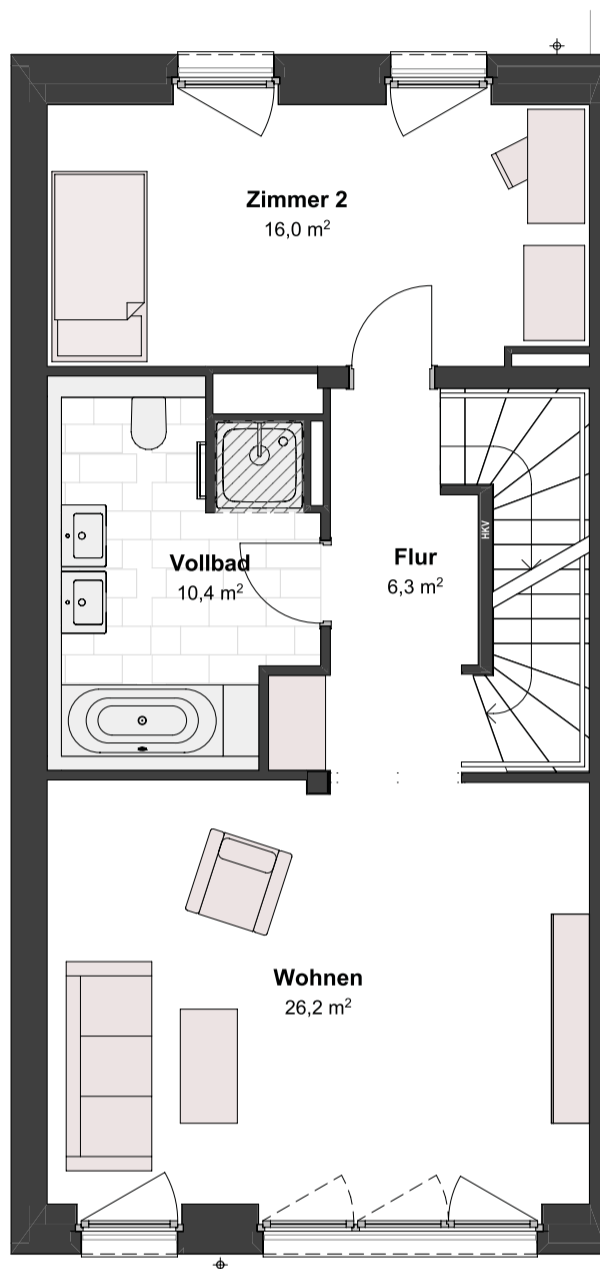 Zimmer 2
16,0 m²
HKV
Vollbad
10,4 m²
Flur
6,3 m²
Wohnen
26,2 m²